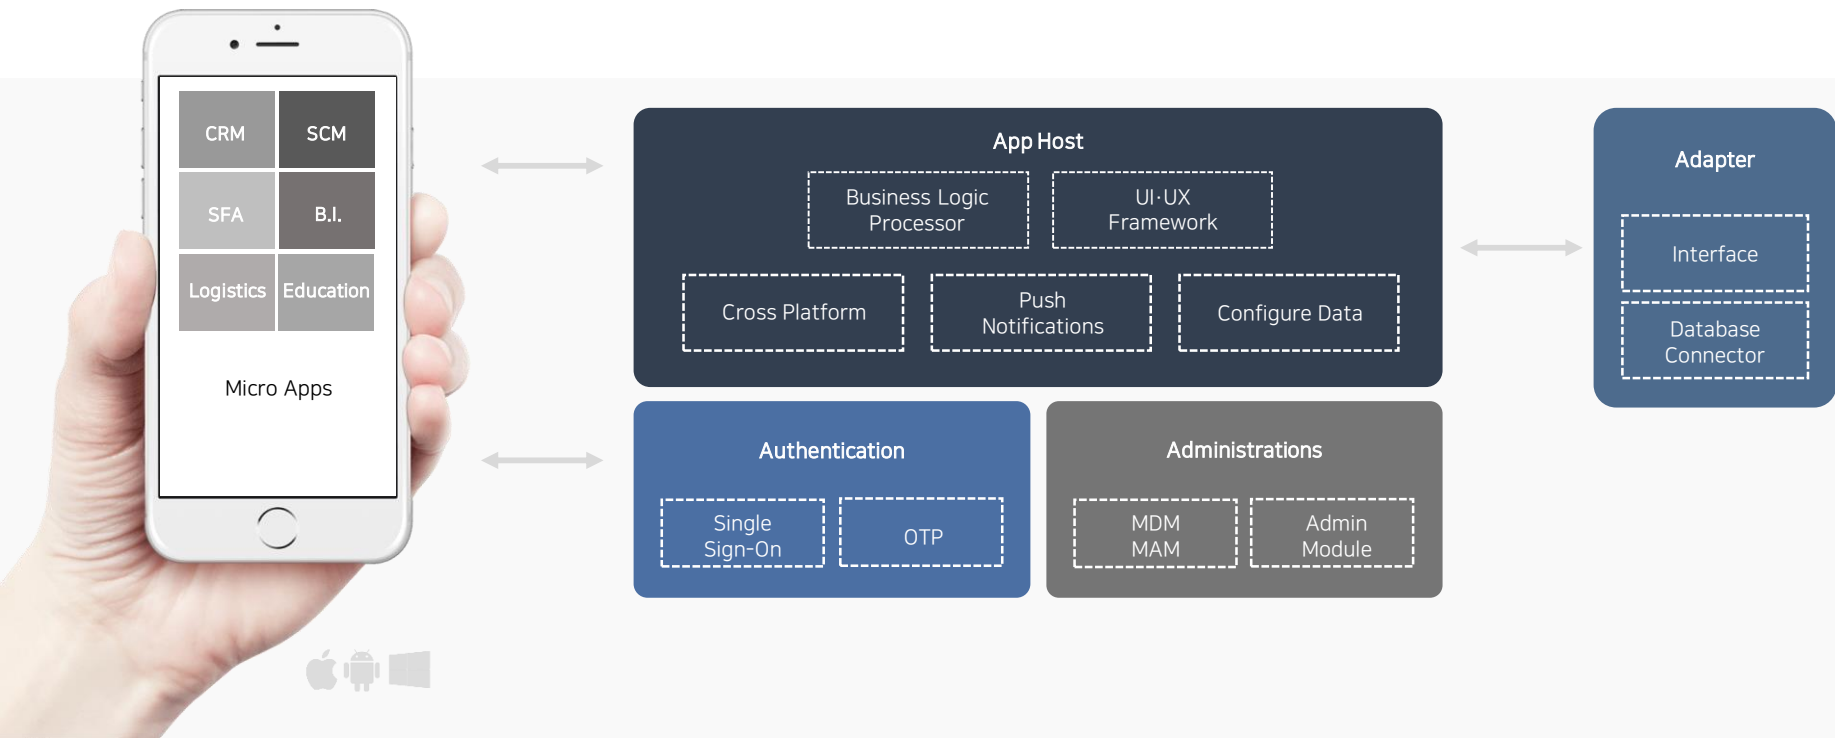 CRM
SCM
SFA
B.I.
Logistics
Education
Micro Apps
App Host
Business Logic
Processor
UI·UX
Framework
Cross Platform
Push
Notifications
Configure Data
Authentication
Single
Sign-On
OTP
Administrations
MDM
MAM
Admin
Module
Adapter
Interface
Database
Connector